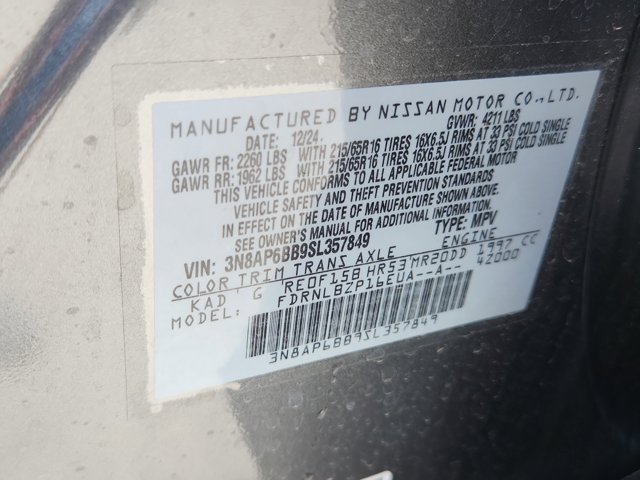 MANUFACTURED BY NISSAN MOTOR CO.,LTD.
DATE: 12/24. GVWR: 4211 LBS
GAWR FR: 2260 LBS WITH 215/65R16 TIRES 16X6.5J RIMS AT 33 PSI COLD SINGLE
GAWR RR: 1962 LBS WITH 215/65R16 TIRES 16X6.5J RIMS AT 33 PSI COLD SINGLE
THIS VEHICLE CONFORMS TO ALL APPLICABLE FEDERAL MOTOR
VEHICLE SAFETY AND THEFT PREVENTION STANDARDS
IN EFFECT ON THE DATE OF MANUFACTURE SHOWN ABOVE.
SEE OWNER'S MANUAL FOR ADDITIONAL INFORMATION.
VIN: 3N8AP6BB9SL357849 TYPE: MPV
COLOR TRIM TRANS AXLE ENGINE
KAD G RE0F15B HR53 MR20DD 1997 CC
MODEL: FDRNLBZP16EUA--A-- 42000
3N8AP6BB9SL357849